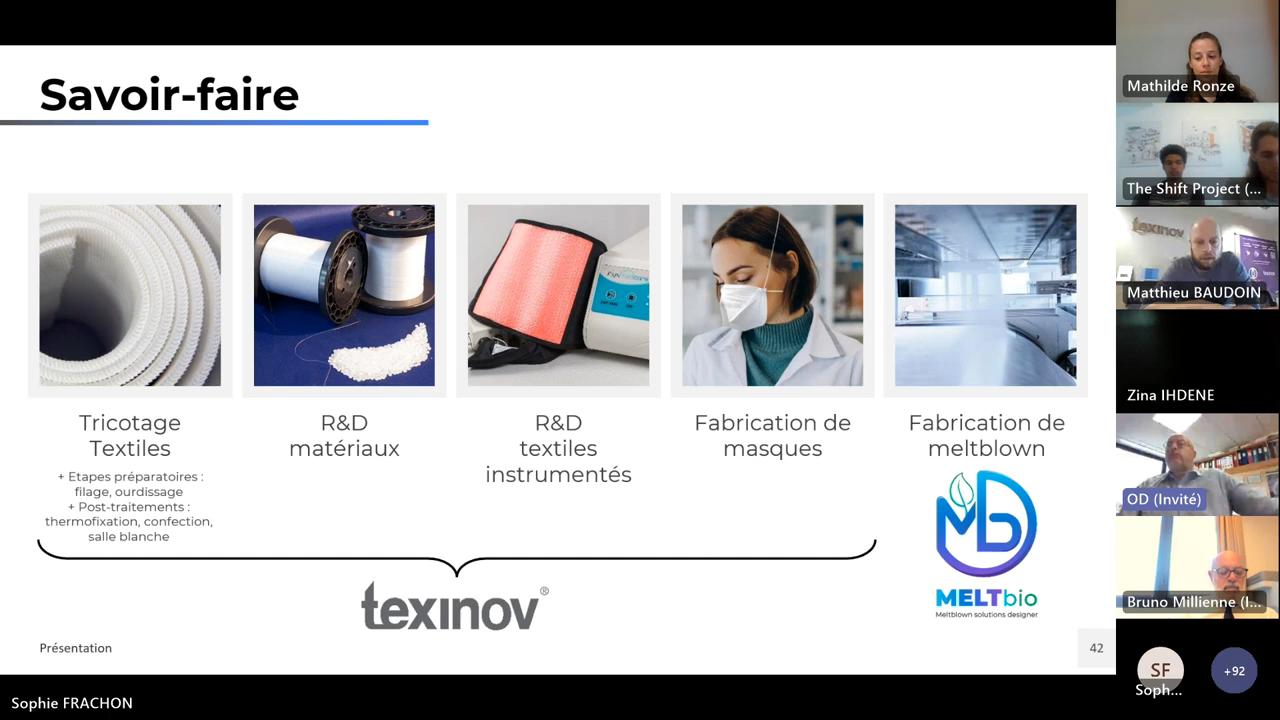 Savoir-faire
Tricotage
Textiles
+ Etapes préparatoires :
filage, ourdissage
+ Post-traitements :
thermofixation, confection,
salle blanche
R&D
matériaux
R&D
textiles
instrumentés
Fabrication de
masques
Fabrication de
meltblown
texinov®
MELTbio
Meltblown solutions designer
Présentation
42
Sophie FRACHON
Mathilde Ronze
The Shift Project (...
texinov
Matthieu BAUDOIN
Zina IHDENE
OD (Invité)
Bruno Millienne (I...
SF
Soph...
+92